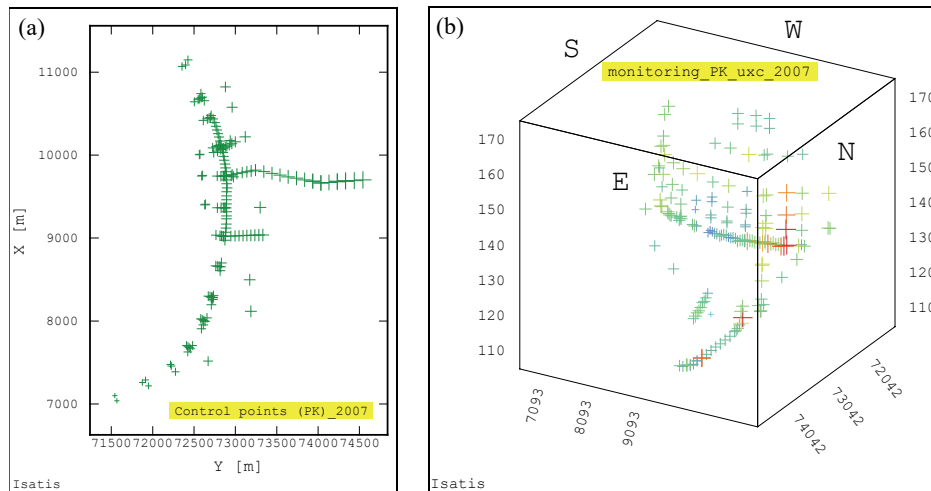 (a)
11000
10000
9000
8000
7000
X [m]
Control points (PK)_2007
71500 72000 72500 73000 73500 74000 74500
Y [m]
Isatis
(b)
S
W
monitoring_PK_uxc_2007
N
E
170
160
150
140
130
120
110
170
160
150
140
130
120
110
7093
8093
9093
74042
73042
72042
Isatis